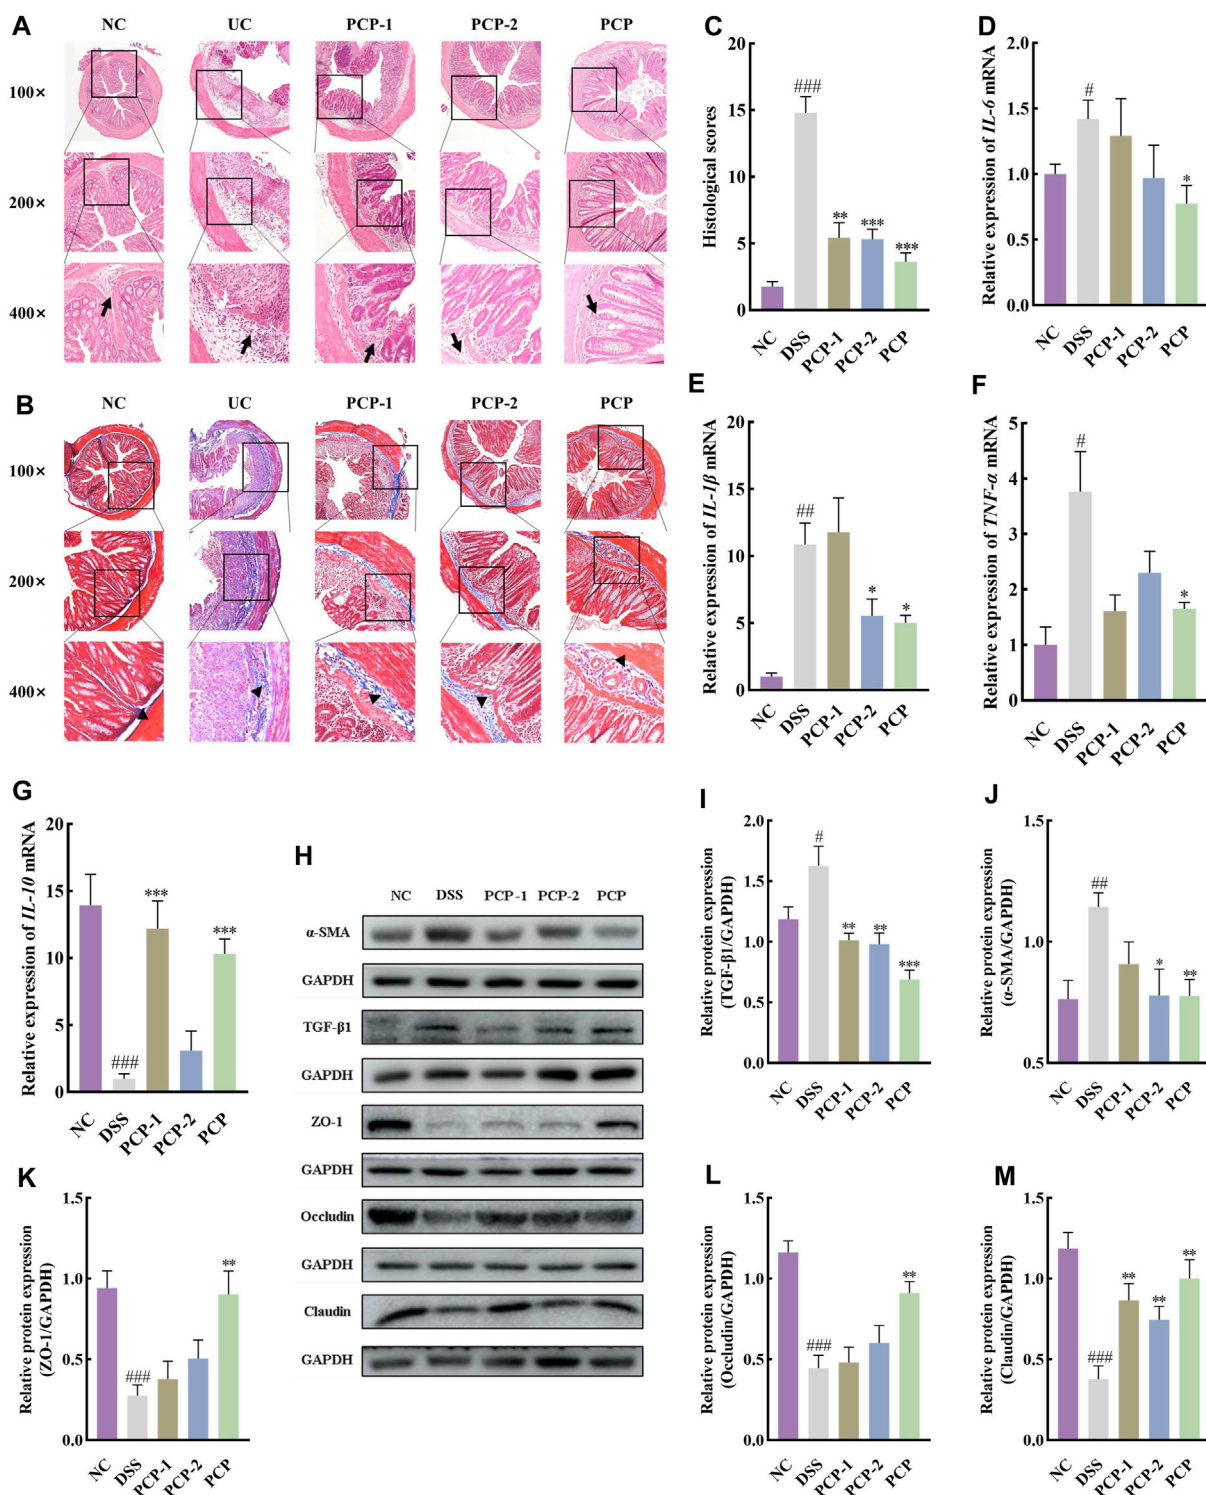 A
NC
UC
PCP-1
PCP-2
PCP
100×
200×
400×
B
NC
UC
PCP-1
PCP-2
PCP
100×
200×
400×
C
Histological scores
20
15
10
5
0
###
**
***
***
NC
DSS
PCP-1
PCP-2
PCP
D
Relative expression of IL-6 mRNA
2.0
1.5
1.0
0.5
0.0
#
*
NC
DSS
PCP-1
PCP-2
PCP
E
Relative expression of IL-1β mRNA
20
15
10
5
0
##
*
*
NC
DSS
PCP-1
PCP-2
PCP
F
Relative expression of TNF-α mRNA
5
4
3
2
1
0
#
*
NC
DSS
PCP-1
PCP-2
PCP
G
Relative expression of IL-10 mRNA
20
15
10
5
0
###
***
***
NC
DSS
PCP-1
PCP-2
PCP
H
NC
DSS
PCP-1
PCP-2
PCP
α-SMA
GAPDH
TGF-β1
GAPDH
ZO-1
GAPDH
Occludin
GAPDH
Claudin
GAPDH
I
Relative protein expression
(TGF-β1/GAPDH)
2.0
1.5
1.0
0.5
0.0
#
**
**
***
NC
DSS
PCP-1
PCP-2
PCP
J
Relative protein expression
(α-SMA/GAPDH)
1.5
1.0
0.5
##
*
**
NC
DSS
PCP-1
PCP-2
PCP
K
Relative protein expression
(ZO-1/GAPDH)
1.5
1.0
0.5
0.0
###
**
NC
DSS
PCP-1
PCP-2
PCP
L
Relative protein expression
(Occludin/GAPDH)
1.5
1.0
0.5
0.0
###
**
NC
DSS
PCP-1
PCP-2
PCP
M
Relative protein expression
(Claudin/GAPDH)
1.5
1.0
0.5
0.0
###
**
**
**
NC
DSS
PCP-1
PCP-2
PCP